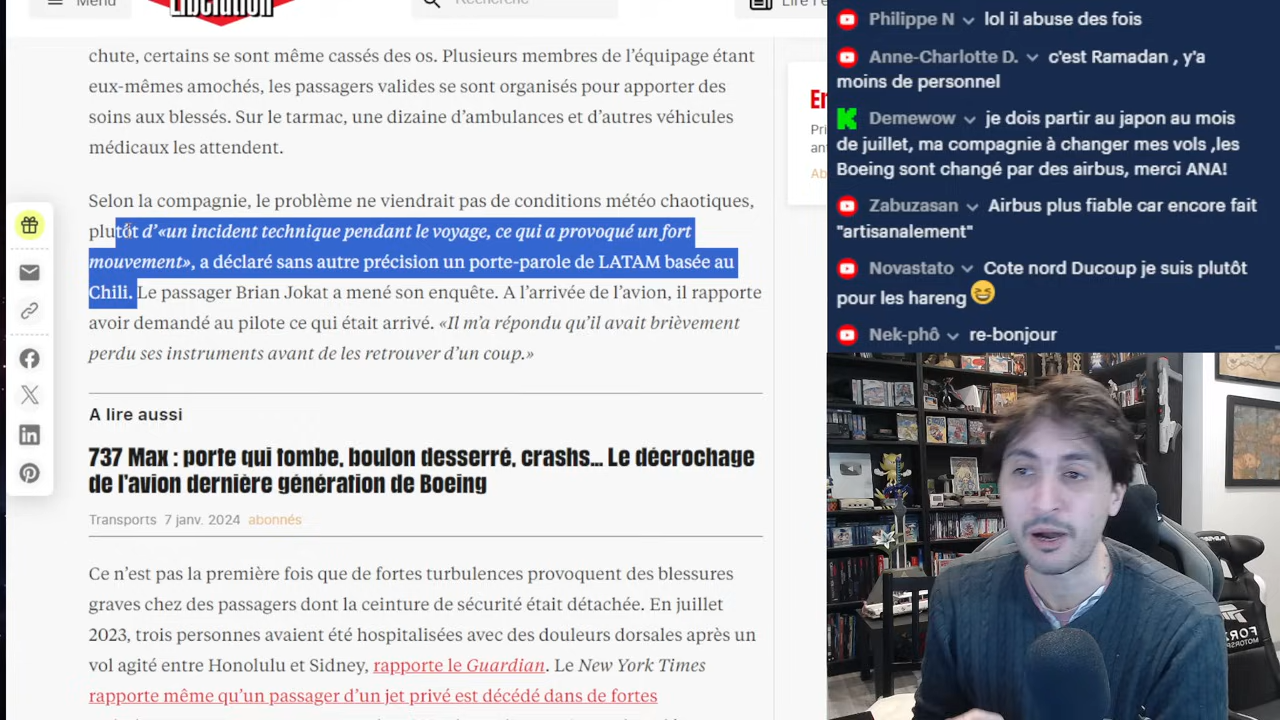 Menu
Libération
Recherche
Lire l'e
chute, certains se sont même cassés des os. Plusieurs membres de l’équipage étant
eux-mêmes amochés, les passagers valides se sont organisés pour apporter des
soins aux blessés. Sur le tarmac, une dizaine d’ambulances et d’autres véhicules
médicaux les attendent.
Selon la compagnie, le problème ne viendrait pas de conditions météo chaotiques,
plutôt d’«un incident technique pendant le voyage, ce qui a provoqué un fort
mouvement», a déclaré sans autre précision un porte-parole de LATAM basée au
Chili. Le passager Brian Jokat a mené son enquête. A l’arrivée de l’avion, il rapporte
avoir demandé au pilote ce qui était arrivé. «Il m’a répondu qu’il avait brièvement
perdu ses instruments avant de les retrouver d’un coup.»
A lire aussi
737 Max : porte qui tombe, boulon desserré, crashs... Le décrochage
de l’avion dernière génération de Boeing
Transports 7 janv. 2024 abonnés
Ce n’est pas la première fois que de fortes turbulences provoquent des blessures
graves chez des passagers dont la ceinture de sécurité était détachée. En juillet
2023, trois personnes avaient été hospitalisées avec des douleurs dorsales après un
vol agité entre Honolulu et Sidney, rapporte le Guardian. Le New York Times
rapporte même qu’un passager d’un jet privé est décédé dans de fortes
Philippe N lol il abuse des fois
Anne-Charlotte D. c'est Ramadan , y'a
moins de personnel
Demewow je dois partir au japon au mois
de juillet, ma compagnie à changer mes vols ,les
Boeing sont changé par des airbus, merci ANA!
Zabuzasan Airbus plus fiable car encore fait
"artisanalement"
Novastato Cote nord Ducoup je suis plutôt
pour les hareng 😆
Nek-phô re-bonjour